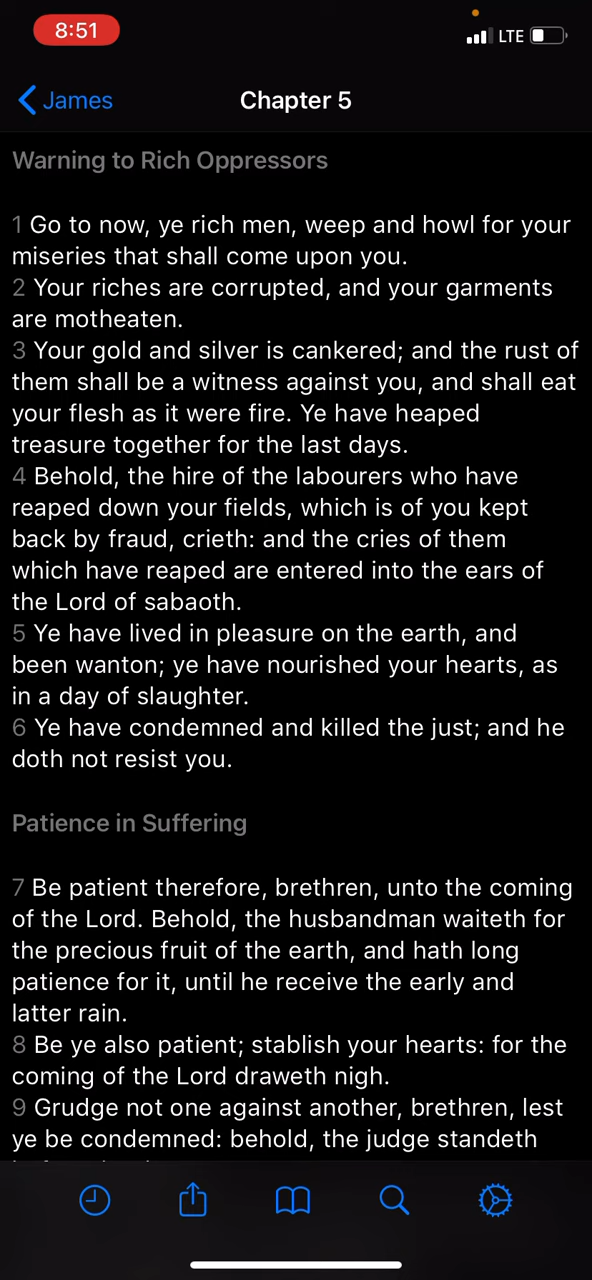 8:51
LTE
James
Chapter 5
Warning to Rich Oppressors
1 Go to now, ye rich men, weep and howl for your
miseries that shall come upon you.
2 Your riches are corrupted, and your garments
are motheaten.
3 Your gold and silver is cankered; and the rust of
them shall be a witness against you, and shall eat
your flesh as it were fire. Ye have heaped
treasure together for the last days.
4 Behold, the hire of the labourers who have
reaped down your fields, which is of you kept
back by fraud, crieth: and the cries of them
which have reaped are entered into the ears of
the Lord of sabaoth.
5 Ye have lived in pleasure on the earth, and
been wanton; ye have nourished your hearts, as
in a day of slaughter.
6 Ye have condemned and killed the just; and he
doth not resist you.
Patience in Suffering
7 Be patient therefore, brethren, unto the coming
of the Lord. Behold, the husbandman waiteth for
the precious fruit of the earth, and hath long
patience for it, until he receive the early and
latter rain.
8 Be ye also patient; stablish your hearts: for the
coming of the Lord draweth nigh.
9 Grudge not one against another, brethren, lest
ye be condemned: behold, the judge standeth